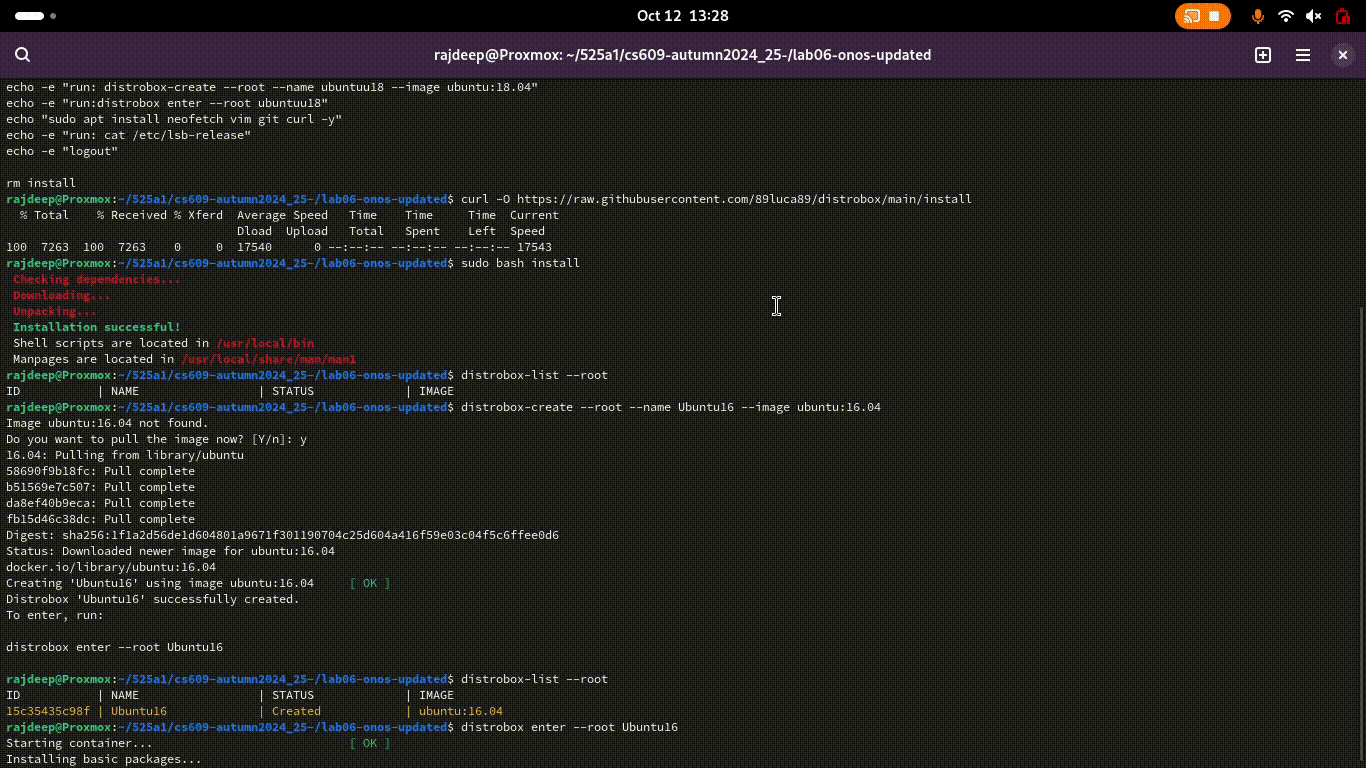 Oct 12 13:28
rajdeep@Proxmox: ~/525a1/cs609-autumn2024_25-/lab06-onos-updated
echo -e "run: distrobox-create --root --name ubuntuu18 --image ubuntu:18.04"
echo -e "run:distrobox enter --root ubuntuu18"
echo "sudo apt install neofetch vim git curl -y"
echo -e "run: cat /etc/lsb-release"
echo -e "logout"
rm install
rajdeep@Proxmox:~/525a1/cs609-autumn2024_25-/lab06-onos-updated$ curl -O https://raw.githubusercontent.com/89luca89/distrobox/main/install
% Total % Received % Xferd Average Speed Time Time Time Current
Dload Upload Total Spent Left Speed
100 7263 100 7263 0 0 17540 0 --:--:-- --:--:-- --:--:-- 17543
rajdeep@Proxmox:~/525a1/cs609-autumn2024_25-/lab06-onos-updated$ sudo bash install
Checking dependencies...
Downloading...
Unpacking...
Installation successful!
Shell scripts are located in /usr/local/bin
Manpages are located in /usr/local/share/man/man1
rajdeep@Proxmox:~/525a1/cs609-autumn2024_25-/lab06-onos-updated$ distrobox-list --root
ID | NAME | STATUS | IMAGE
rajdeep@Proxmox:~/525a1/cs609-autumn2024_25-/lab06-onos-updated$ distrobox-create --root --name Ubuntu16 --image ubuntu:16.04
Image ubuntu:16.04 not found.
Do you want to pull the image now? [Y/n]: y
16.04: Pulling from library/ubuntu
58690f9b18fc: Pull complete
b51569e7c507: Pull complete
da8ef40b9eca: Pull complete
fb15d46c38dc: Pull complete
Digest: sha256:1f1a2d56de1d604801a9671f301190704c25d604a416f59e03c04f5c6ffee0d6
Status: Downloaded newer image for ubuntu:16.04
docker.io/library/ubuntu:16.04
Creating 'Ubuntu16' using image ubuntu:16.04 [ OK ]
Distrobox 'Ubuntu16' successfully created.
To enter, run:
distrobox enter --root Ubuntu16
rajdeep@Proxmox:~/525a1/cs609-autumn2024_25-/lab06-onos-updated$ distrobox-list --root
ID | NAME | STATUS | IMAGE
15c35435c98f | Ubuntu16 | Created | ubuntu:16.04
rajdeep@Proxmox:~/525a1/cs609-autumn2024_25-/lab06-onos-updated$ distrobox enter --root Ubuntu16
Starting container... [ OK ]
Installing basic packages...